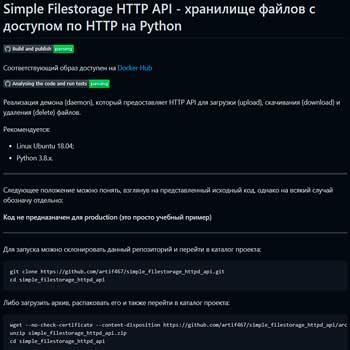 Simple Filestorage HTTP API - хранилище файлов с
доступом по HTTP на Python
Build and publish passing
Соответствующий образ доступен на Docker Hub
Analysing the code and run tests passing
Реализация демона (daemon), который предоставляет HTTP API для загрузки (upload), скачивания (download) и
удаления (delete) файлов.
Рекомендуется:
• Linux Ubuntu 18.04;
• Python 3.8.x.
Следующее положение можно понять, взглянув на представленный исходный код, однако на всякий случай
обозначу отдельно:
Код не предназначен для production (это просто учебный пример)
Для запуска можно склонировать данный репозиторий и перейти в каталог проекта:
git clone https://github.com/artif467/simple_filestorage_httpd_api.git
cd simple_filestorage_httpd_api
Либо загрузить архив, распаковать его и также перейти в каталог проекта:
wget --no-check-certificate --content-disposition https://github.com/artif467/simple_filestorage_httpd_api/arc
unzip simple_filestorage_httpd_api.zip
cd simple_filestorage_httpd_api